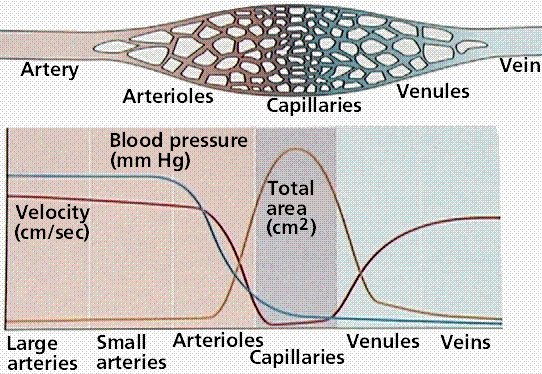 Artery
Arterioles
Capillaries
Venules
Vein
Blood pressure
(mm Hg)
Velocity
(cm/sec)
Total
area
(cm2)
Large
arteries
Small
arteries
Arterioles
Capillaries
Venules
Veins